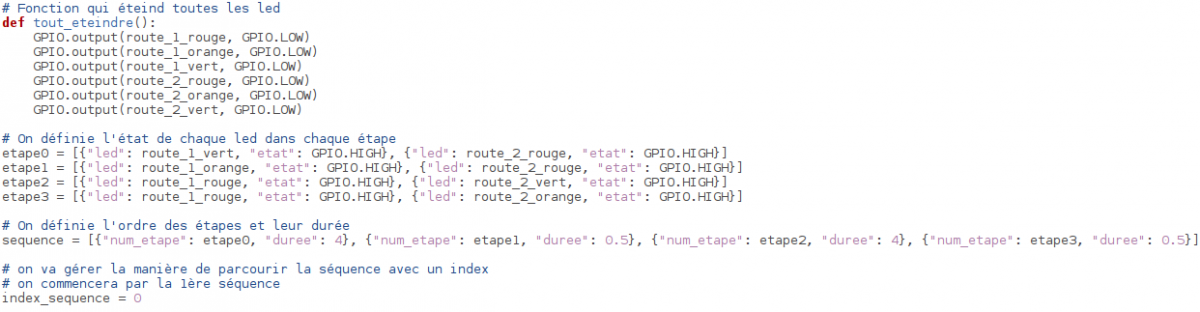 # Fonction qui éteind toutes les led
def tout_eteindre():
    GPIO.output(route_1_rouge, GPIO.LOW)
    GPIO.output(route_1_orange, GPIO.LOW)
    GPIO.output(route_1_vert, GPIO.LOW)
    GPIO.output(route_2_rouge, GPIO.LOW)
    GPIO.output(route_2_orange, GPIO.LOW)
    GPIO.output(route_2_vert, GPIO.LOW)

# On définie l'état de chaque led dans chaque étape
etape0 = [{"led": route_1_vert, "etat": GPIO.HIGH}, {"led": route_2_rouge, "etat": GPIO.HIGH}]
etape1 = [{"led": route_1_orange, "etat": GPIO.HIGH}, {"led": route_2_rouge, "etat": GPIO.HIGH}]
etape2 = [{"led": route_1_rouge, "etat": GPIO.HIGH}, {"led": route_2_vert, "etat": GPIO.HIGH}]
etape3 = [{"led": route_1_rouge, "etat": GPIO.HIGH}, {"led": route_2_orange, "etat": GPIO.HIGH}]

# On définie l'ordre des étapes et leur durée
sequence = [{"num_etape": etape0, "duree": 4}, {"num_etape": etape1, "duree": 0.5}, {"num_etape": etape2, "duree": 4}, {"num_etape": etape3, "duree": 0.5}]

# on va gérer la manière de parcourir la séquence avec un index
# on commencera par la 1ère séquence
index_sequence = 0